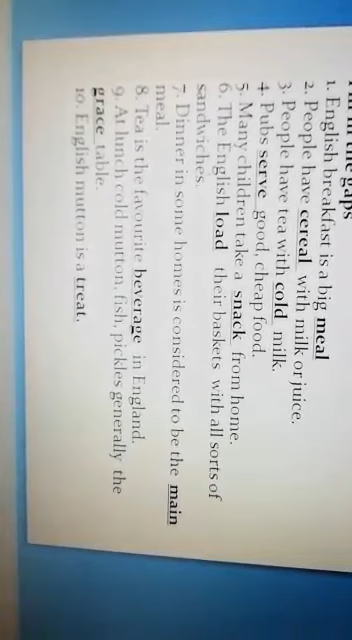 Fill in the gaps
1. English breakfast is a big meal
2. People have cereal with milk or juice.
3. People have tea with cold milk.
4. Pubs serve good, cheap food.
5. Many children take a snack from home.
6. The English load their baskets with all sorts of
sandwiches.
7. Dinner in some homes is considered to be the main
meal.
8. Tea is the favourite beverage in England.
9. At lunch cold mutton, fish, pickles generally the
grace table.
10. English mutton is a treat.